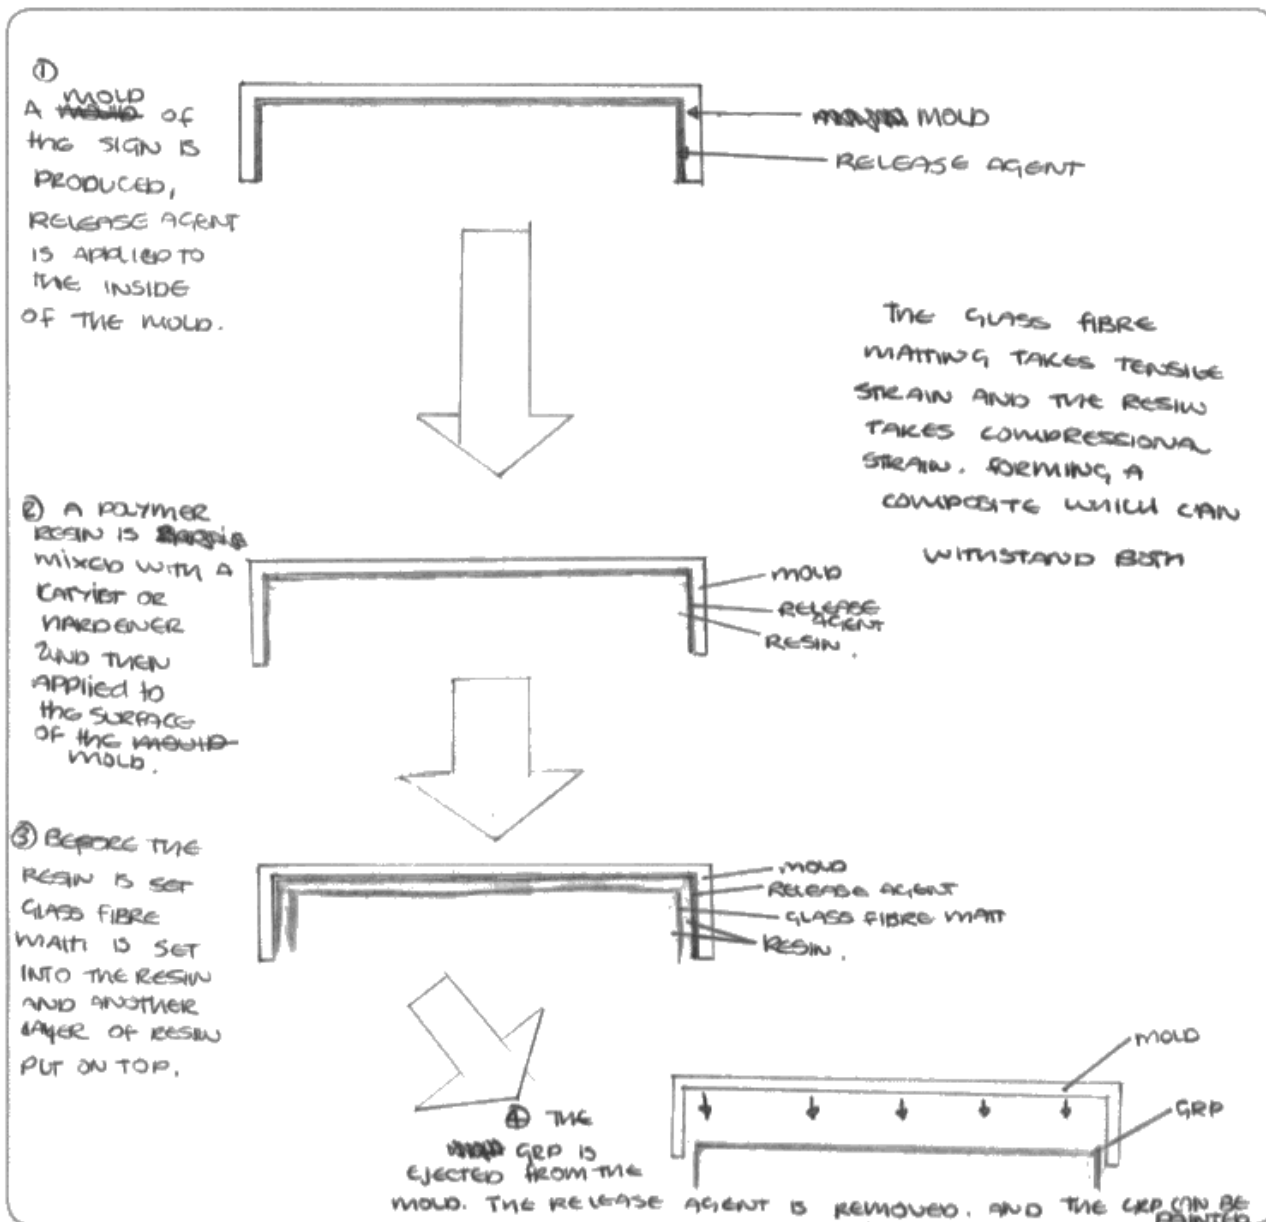 ①
MOLD
A of
the SIGN IS
PRODUCED,
RELEASE AGENT
IS APPLIED TO
THE INSIDE
OF THE MOLD.
MOLD
RELEASE AGENT
THE GLASS FIBRE
MATTING TAKES TENSILE
STRAIN AND THE RESIN
TAKES COMPRESSIONAL
STRAIN. FORMING A
COMPOSITE WHICH CAN
WITHSTAND BOTH
② A POLYMER
RESIN IS
MIXED WITH A
KATYIST OR
HARDENER
AND THEN
APPlied to
the SURFACE
OF the MOULD
MOLD.
MOLD
RELEASE
AGENT
RESIN.
③ BEFORE THE
RESIN IS SET
GLASS FIBRE
MATT IS SET
INTO THE RESIN
AND ANOTHER
LAYER OF RESIN
PUT ON TOP.
MOLD
RELEASE AGENT
GLASS FIBRE MATT
RESIN.
④ THE
GRP IS
EJECTED FROM THE
MOLD. THE RELEASE AGENT IS REMOVED. AND THE GRP CAN BE
PAINTED
MOLD
GRP